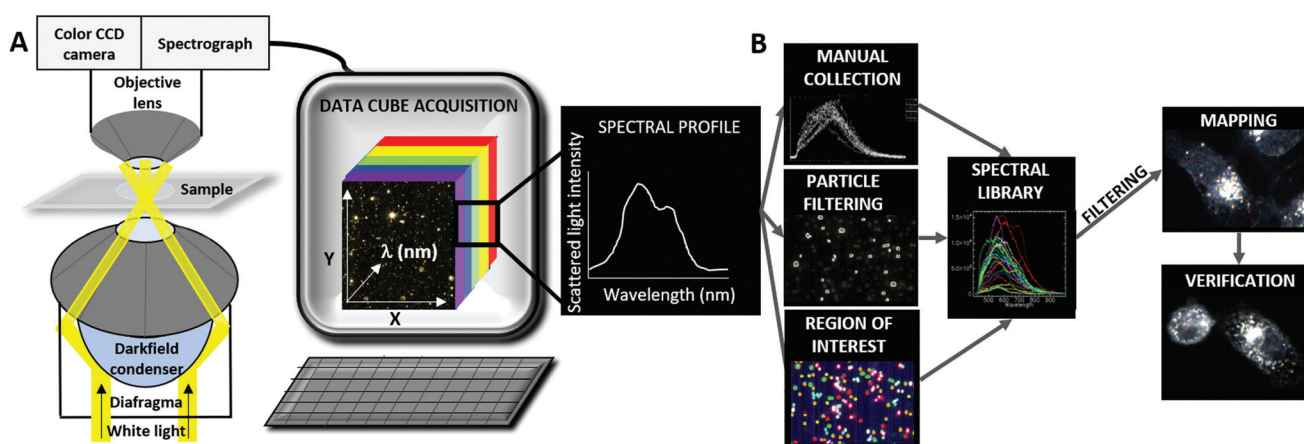 A
Color CCD
camera
Spectrograph
Objective
lens
Sample
Darkfield
condenser
Diafragma
White light
DATA CUBE ACQUISITION
Y
λ (nm)
X
SPECTRAL PROFILE
Scattered light intensity
Wavelength (nm)
B
MANUAL
COLLECTION
PARTICLE
FILTERING
REGION OF
INTEREST
SPECTRAL
LIBRARY
FILTERING
MAPPING
VERIFICATION